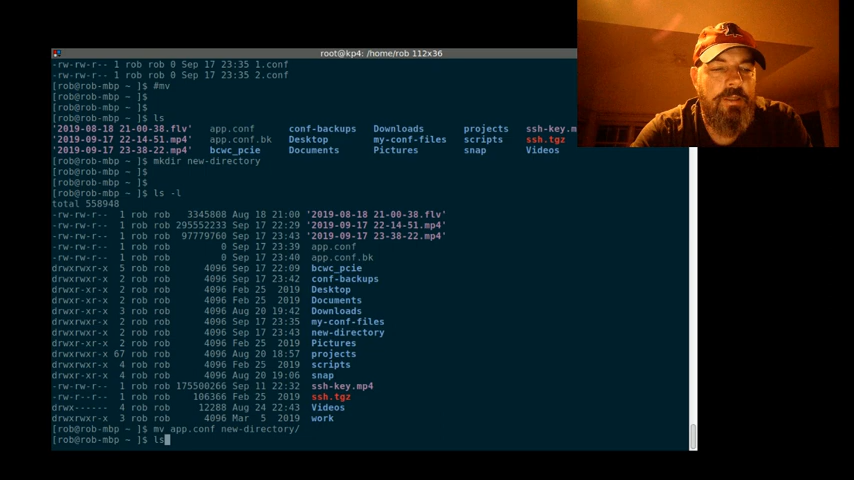 root@kp4: /home/rob 112x36
-rw-rw-r-- 1 rob rob 0 Sep 17 23:35 1.conf
-rw-rw-r-- 1 rob rob 0 Sep 17 23:35 2.conf
[rob@rob-mbp ~ ]$ #mv
[rob@rob-mbp ~ ]$
[rob@rob-mbp ~ ]$
[rob@rob-mbp ~ ]$ ls
'2019-08-18 21-00-38.flv' app.conf conf-backups Downloads projects ssh-key.m
'2019-09-17 22-14-51.mp4' app.conf.bk Desktop my-conf-files scripts ssh.tgz
'2019-09-17 23-38-22.mp4' bcwc_pcie Documents Pictures snap Videos
[rob@rob-mbp ~ ]$ mkdir new-directory
[rob@rob-mbp ~ ]$
[rob@rob-mbp ~ ]$
[rob@rob-mbp ~ ]$ ls -l
total 558948
-rw-rw-r-- 1 rob rob 3345808 Aug 18 21:00 '2019-08-18 21-00-38.flv'
-rw-rw-r-- 1 rob rob 295552233 Sep 17 22:29 '2019-09-17 22-14-51.mp4'
-rw-rw-r-- 1 rob rob 97779760 Sep 17 23:43 '2019-09-17 23-38-22.mp4'
-rw-rw-r-- 1 rob rob 0 Sep 17 23:39 app.conf
-rw-rw-r-- 1 rob rob 0 Sep 17 23:40 app.conf.bk
drwxrwxr-x 5 rob rob 4096 Sep 17 22:09 bcwc_pcie
drwxrwxr-x 2 rob rob 4096 Sep 17 23:42 conf-backups
drwxr-xr-x 2 rob rob 4096 Feb 25 2019 Desktop
drwxr-xr-x 2 rob rob 4096 Feb 25 2019 Documents
drwxr-xr-x 3 rob rob 4096 Aug 20 19:42 Downloads
drwxrwxr-x 2 rob rob 4096 Sep 17 23:35 my-conf-files
drwxrwxr-x 2 rob rob 4096 Sep 17 23:43 new-directory
drwxr-xr-x 2 rob rob 4096 Feb 25 2019 Pictures
drwxrwxr-x 67 rob rob 4096 Aug 20 18:57 projects
drwxrwxr-x 4 rob rob 4096 Feb 25 2019 scripts
drwxr-xr-x 4 rob rob 4096 Aug 20 19:06 snap
-rw-rw-r-- 1 rob rob 175500266 Sep 11 22:32 ssh-key.mp4
-rw-r--r-- 1 rob rob 106366 Feb 25 2019 ssh.tgz
drwx------ 4 rob rob 12288 Aug 24 22:43 Videos
drwxrwxr-x 3 rob rob 4096 Mar 5 2019 work
[rob@rob-mbp ~ ]$ mv app.conf new-directory/
[rob@rob-mbp ~ ]$ ls